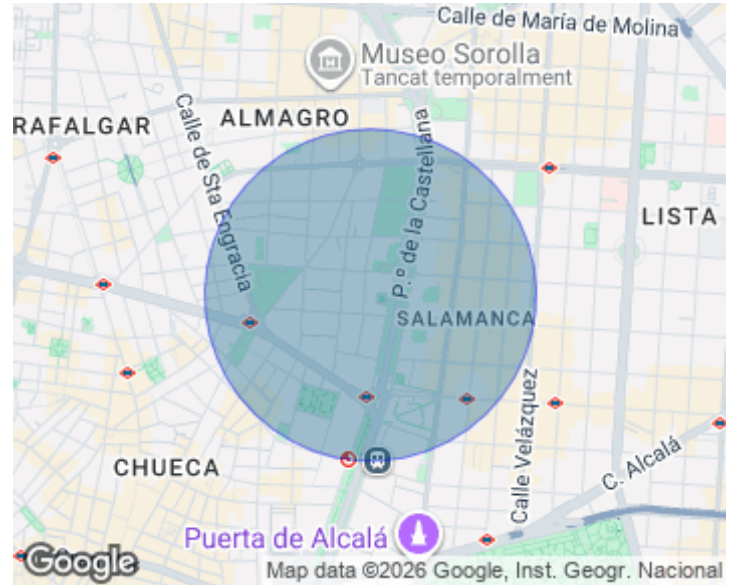 Calle de María de Molina
Museo Sorolla
Tancat temporalment
RAFALGAR
ALMAGRO
Calle de Sta Engracia
P.º de la Castellana
LISTA
SALAMANCA
Calle Velázquez
CHUECA
C. Alcalá
Puerta de Alcalá
Google
Map data ©2026 Google, Inst. Geogr. Nacional